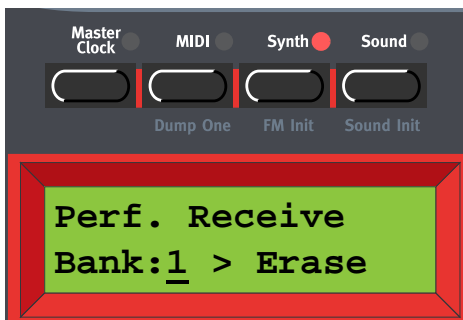 Master Clock MIDI Synth Sound
Dump One FM Init Sound Init
Perf. Receive
Bank:1 > Erase